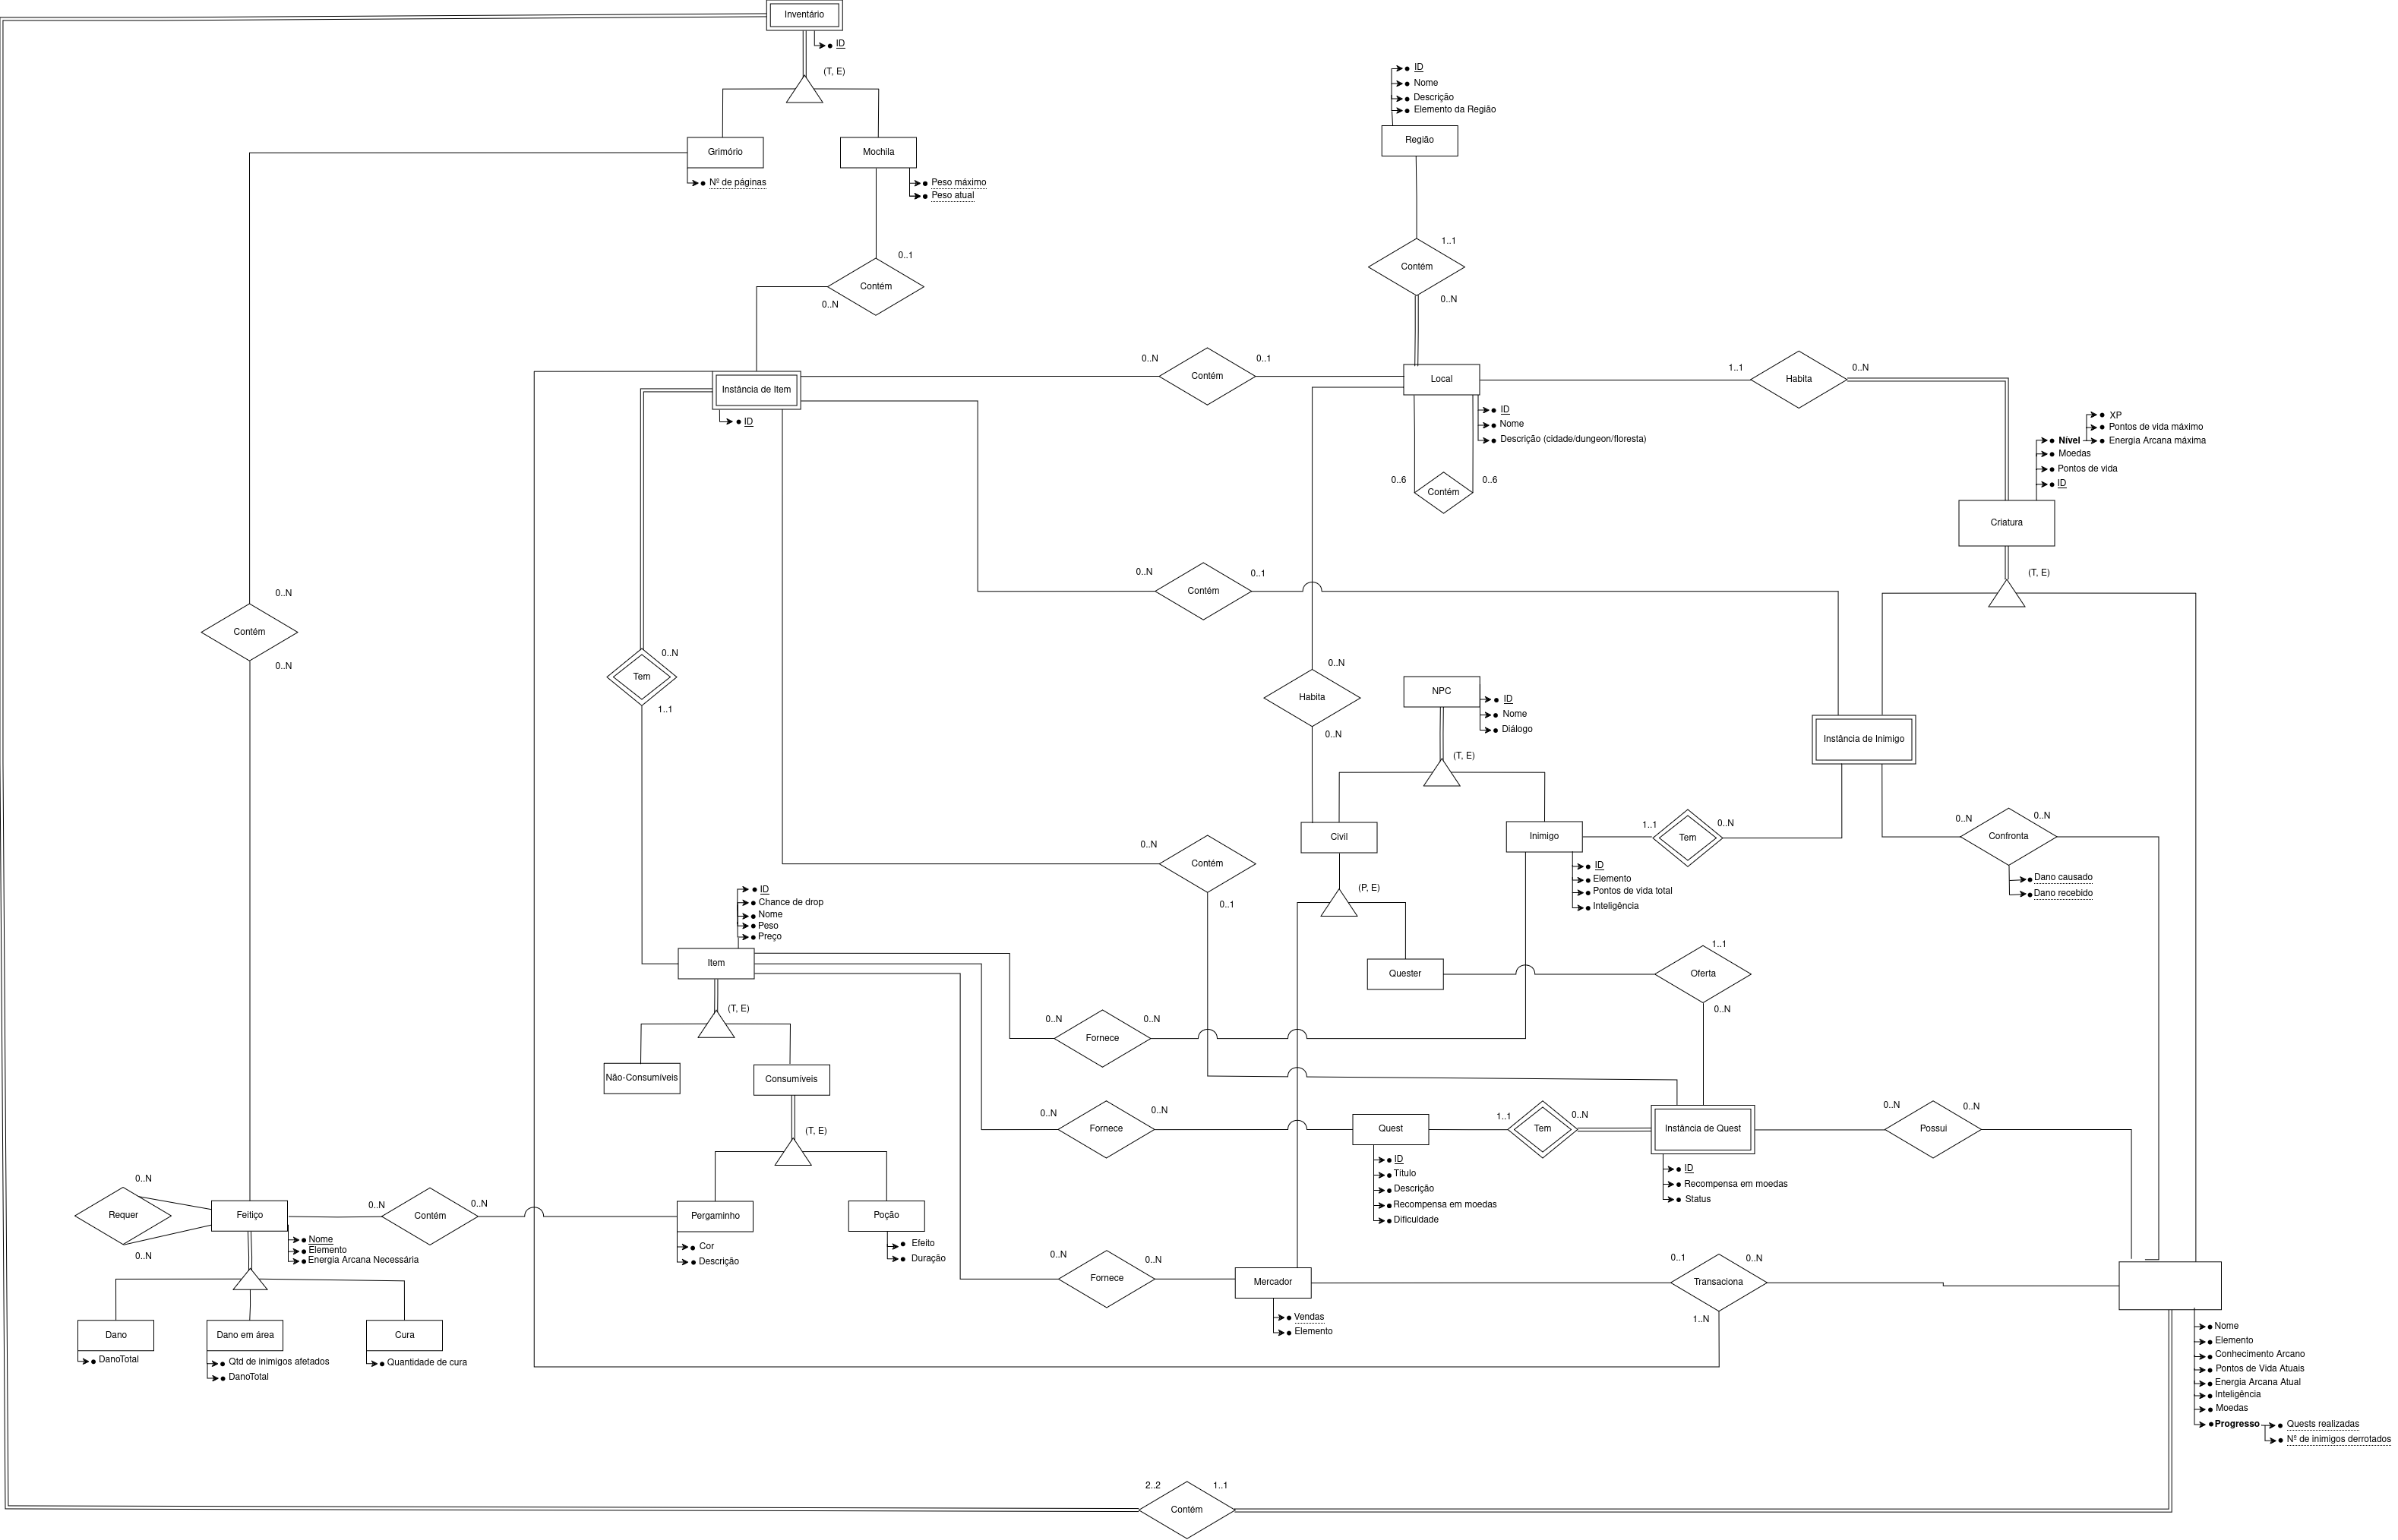 Inventário
ID
(T, E)
Grimório
Nº de páginas
Mochila
Peso máximo
Peso atual
0..1
Contém
0..N
ID
Nome
Descrição
Elemento da Região
Região
1..1
Contém
0..N
Instância de Item
ID
0..N
Contém
0..1
Local
ID
Nome
Descrição (cidade/dungeon/floresta)
0..6
Contém
0..6
1..1
Habita
0..N
XP
Pontos de vida máximo
Energia Arcana máxima
Nível
Moedas
Pontos de vida
ID
Criatura
(T, E)
0..N
Contém
0..1
0..N
Contém
0..N
0..N
Tem
1..1
0..N
Habita
0..N
NPC
ID
Nome
Diálogo
(T, E)
Instância de Inimigo
Civil
Inimigo
ID
Elemento
Pontos de vida total
Inteligência
1..1
Tem
0..N
0..N
Confronta
0..N
Dano causado
Dano recebido
0..N
Contém
0..1
(P, E)
ID
Chance de drop
Nome
Peso
Preço
Item
(T, E)
Não-Consumíveis
Consumíveis
(T, E)
Quester
1..1
Oferta
0..N
0..N
Fornece
0..N
0..N
Fornece
0..N
Quest
ID
Titulo
Descrição
Recompensa em moedas
Dificuldade
1..1
Tem
0..N
Instância de Quest
ID
Recompensa em moedas
Status
0..N
Possui
0..N
0..N
Requer
0..N
Feitiço
Nome
Elemento
Energia Arcana Necessária
0..N
Contém
0..N
Pergaminho
Cor
Descrição
Poção
Efeito
Duração
0..N
Fornece
0..N
Mercador
Vendas
Elemento
0..1
Transaciona
0..N
1..N
Dano
DanoTotal
Dano em área
Qtd de inimigos afetados
DanoTotal
Cura
Quantidade de cura
Nome
Elemento
Conhecimento Arcano
Pontos de Vida Atuais
Energia Arcana Atual
Inteligência
Moedas
Progresso
Quests realizadas
Nº de inimigos derrotados
2..2
Contém
1..1